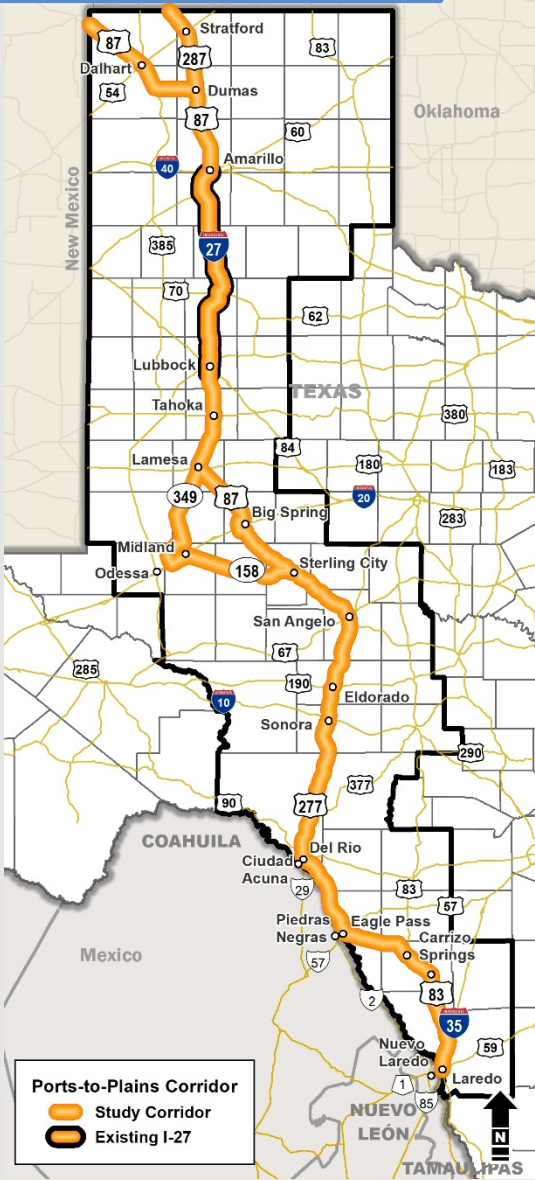 87
Stratford
287
83
Dalhart
54
Dumas
87
Oklahoma
60
Amarillo
40
New Mexico
385
INTERSTATE
27
70
62
Lubbock
TEXAS
Tahoka
380
84
Lamesa
180
183
349
87
20
283
Big Spring
Midland
Odessa
158
Sterling City
San Angelo
67
285
190
Eldorado
10
Sonora
290
377
90
277
COAHUILA
Del Rio
Ciudad
Acuna
29
83
57
Piedras
Negras
Eagle Pass
Carrizo
Springs
Mexico
57
2
83
35
Nuevo
Laredo
59
1
Laredo
85
NUEVO
LEÓN
N
TAMAULIPAS
Ports-to-Plains Corridor
Study Corridor
Existing I-27